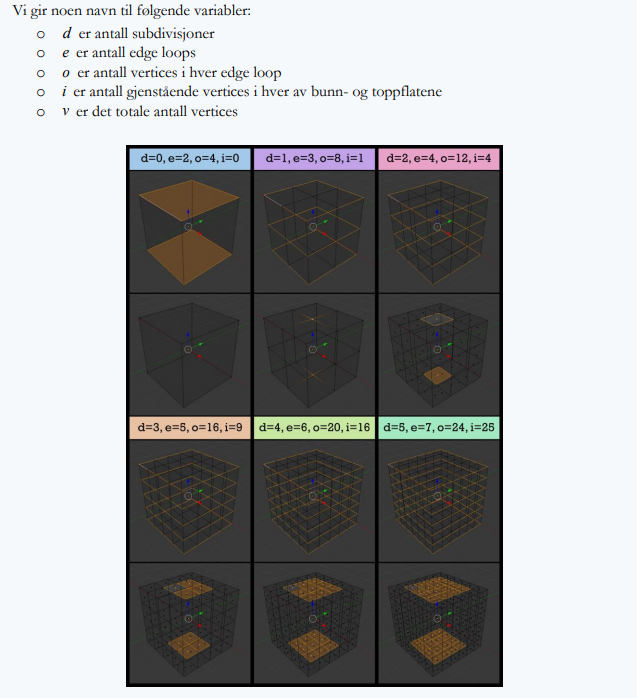 Vi gir noen navn til følgende variabler:
o d er antall subdivisjoner
o e er antall edge loops
o o er antall vertices i hver edge loop
o i er antall gjenstående vertices i hver av bunn- og toppflatene
o v er det totale antall vertices
d=0, e=2, o=4, i=0 d=1, e=3, o=8, i=1 d=2, e=4, o=12, i=4
d=3, e=5, o=16, i=9 d=4, e=6, o=20, i=16 d=5, e=7, o=24, i=25